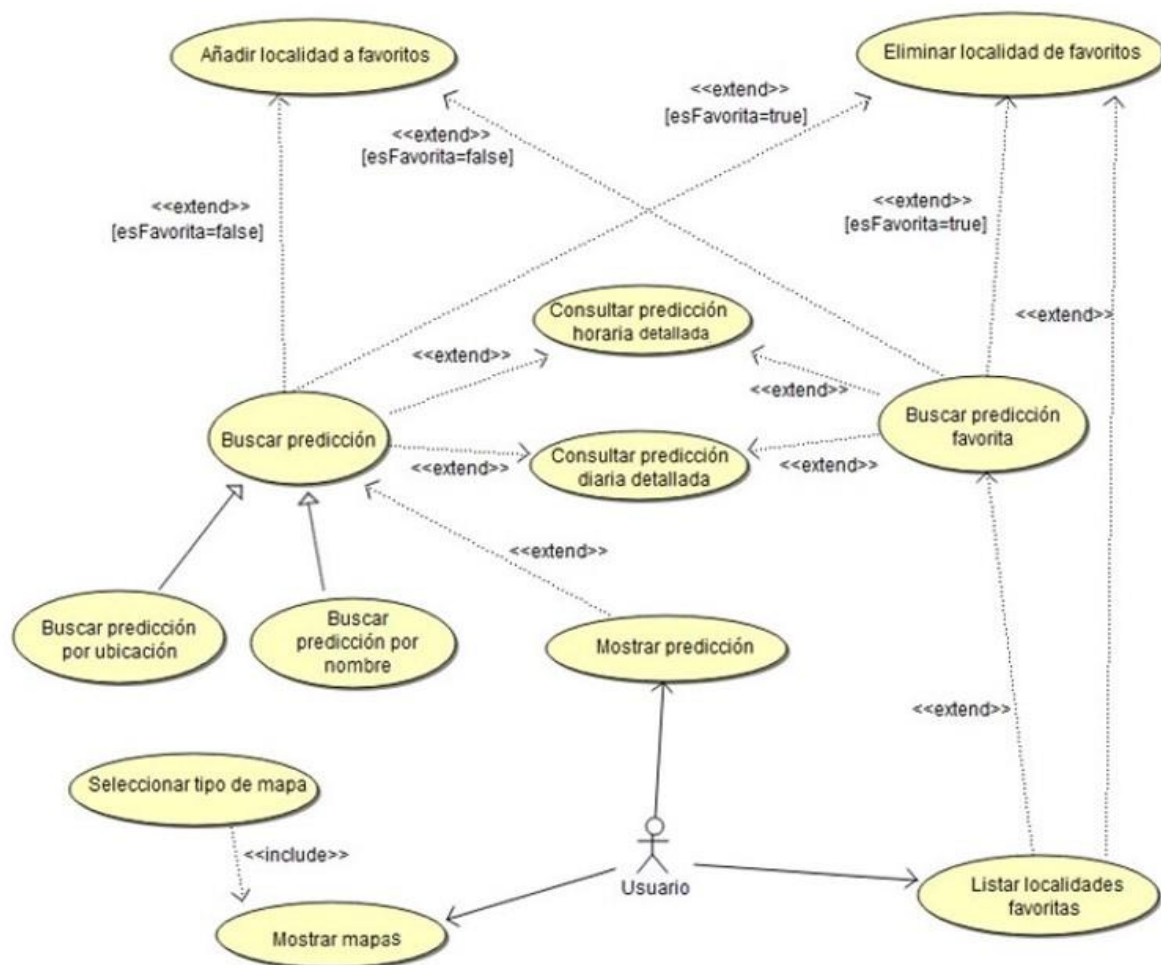 Añadir localidad a favoritos
Eliminar localidad de favoritos
<<extend>>
[esFavorita=true]
<<extend>>
[esFavorita=false]
<<extend>>
[esFavorita=false]
<<extend>>
[esFavorita=true]
Consultar predicción
horaria detallada
<<extend>>
<<extend>>
<<extend>>
Buscar predicción
Buscar predicción
favorita
Consultar predicción
diaria detallada
<<extend>>
<<extend>>
<<extend>>
Buscar predicción
por ubicación
Buscar
predicción por
nombre
Mostrar predicción
<<extend>>
Seleccionar tipo de mapa
<<include>>
Usuario
Listar localidades
favoritas
Mostrar mapas